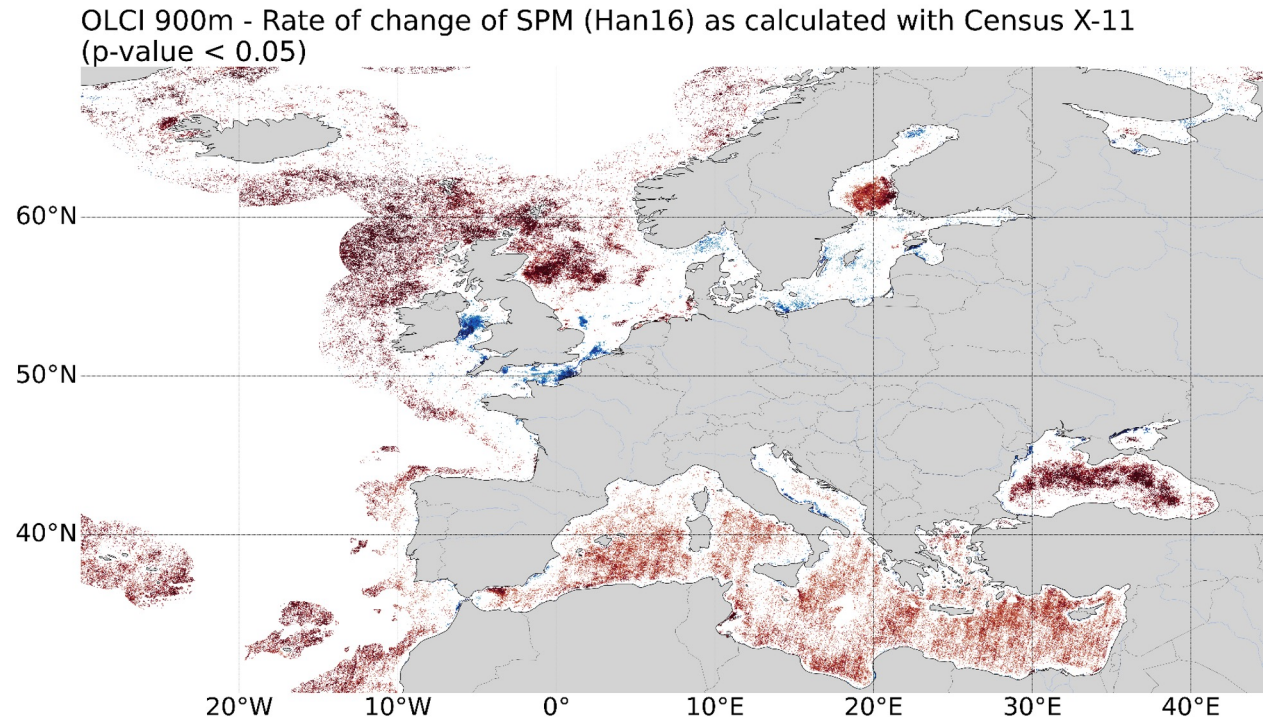 OLCI 900m - Rate of change of SPM (Han16) as calculated with Census X-11
(p-value < 0.05)
60°N
50°N
40°N
20°W 10°W 0° 10°E 20°E 30°E 40°E